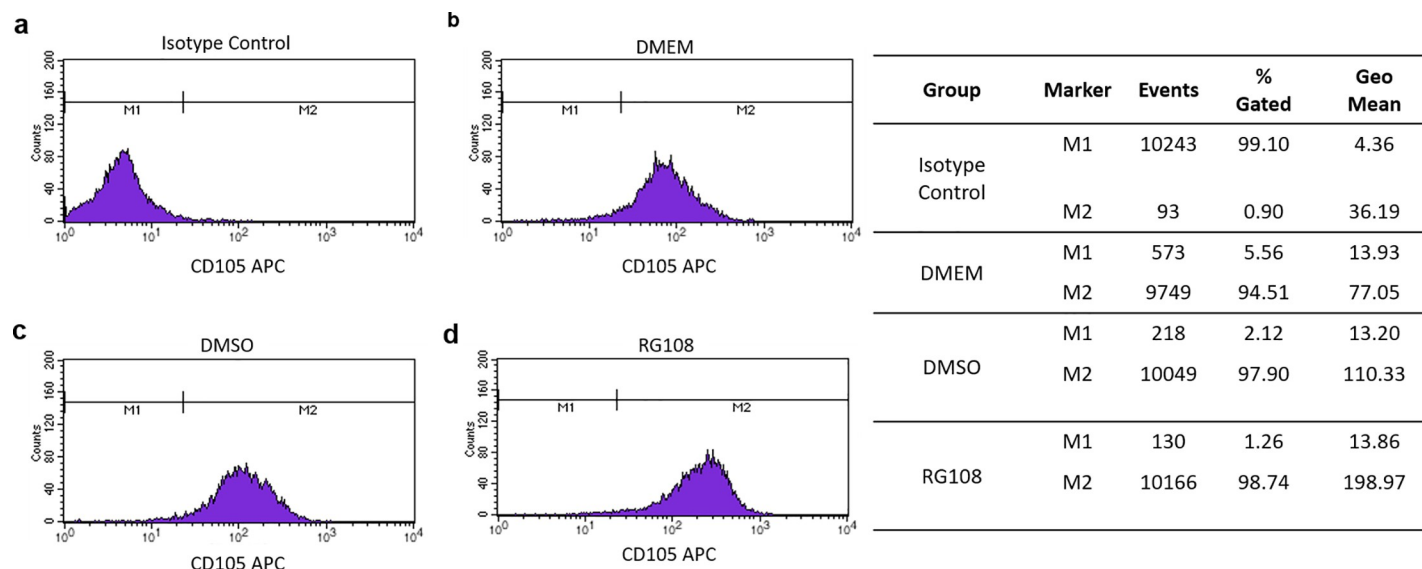 a
Isotype Control
200
160
120
80
40
0
Counts
M1
M2
10⁰
10¹
10²
10³
10⁴
CD105 APC
b
DMEM
200
160
120
80
40
0
Counts
M1
M2
10⁰
10¹
10²
10³
10⁴
CD105 APC
c
DMSO
200
160
120
80
40
0
Counts
M1
M2
10⁰
10¹
10²
10³
10⁴
CD105 APC
d
RG108
200
160
120
80
40
0
Counts
M1
M2
10⁰
10¹
10²
10³
10⁴
CD105 APC
Group Marker Events % Gated Geo Mean
Isotype Control
M1 10243 99.10 4.36
M2 93 0.90 36.19
DMEM
M1 573 5.56 13.93
M2 9749 94.51 77.05
DMSO
M1 218 2.12 13.20
M2 10049 97.90 110.33
RG108
M1 130 1.26 13.86
M2 10166 98.74 198.97